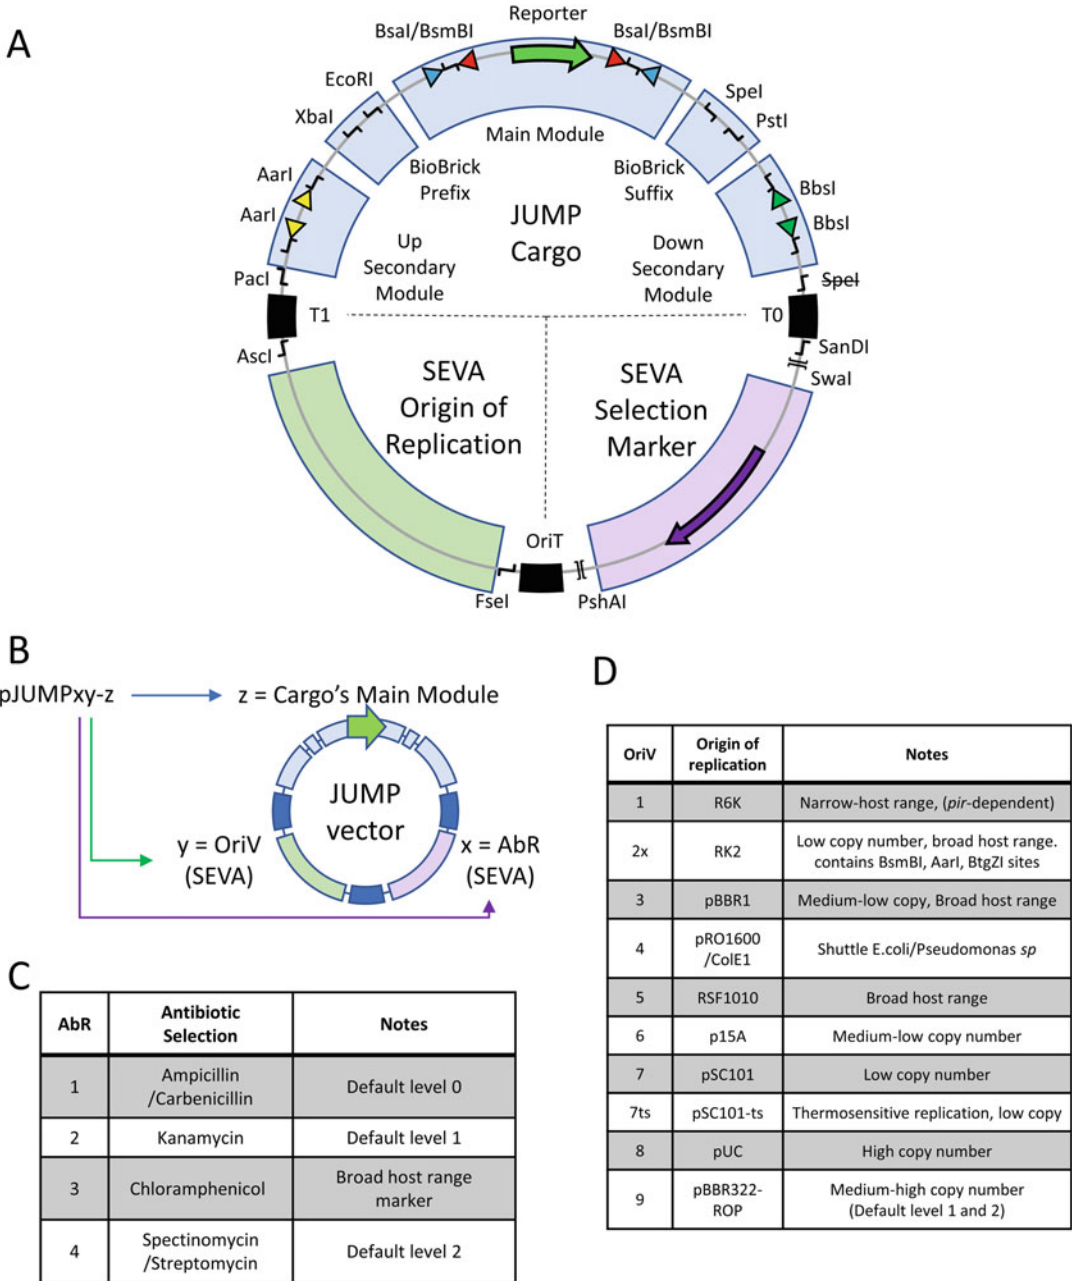 A
Reporter
BsaI/BsmBI
BsaI/BsmBI
EcoRI
SpeI
XbaI
PstI
Main Module
AarI
BioBrick
Prefix
BioBrick
Suffix
BbsI
AarI
JUMP
Cargo
BbsI
Up
Secondary
Module
Down
Secondary
Module
PacI
SpeI
T1
T0
AscI
SanDI
SwaI
SEVA
Origin of
Replication
SEVA
Selection
Marker
OriT
FseI
PshAI
B
pJUMPxy-z
z = Cargo's Main Module
JUMP
vector
y = OriV
(SEVA)
x = AbR
(SEVA)
C
AbR
Antibiotic
Selection
Notes
1
Ampicillin
/Carbenicillin
Default level 0
2
Kanamycin
Default level 1
3
Chloramphenicol
Broad host range
marker
4
Spectinomycin
/Streptomycin
Default level 2
D
OriV
Origin of
replication
Notes
1
R6K
Narrow-host range, (pir-dependent)
2x
RK2
Low copy number, broad host range.
contains BsmBI, AarI, BtgZI sites
3
pBBR1
Medium-low copy, Broad host range
4
pRO1600
/ColE1
Shuttle E.coli/Pseudomonas sp
5
RSF1010
Broad host range
6
p15A
Medium-low copy number
7
pSC101
Low copy number
7ts
pSC101-ts
Thermosensitive replication, low copy
8
pUC
High copy number
9
pBBR322-
ROP
Medium-high copy number
(Default level 1 and 2)